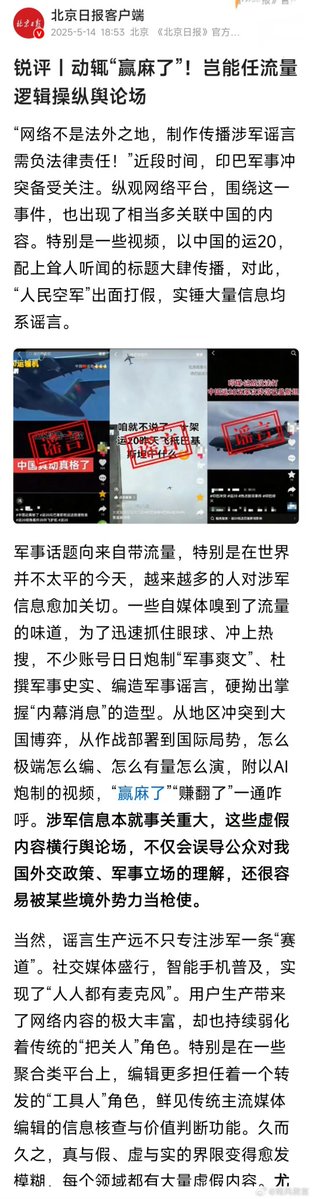 北京日报
北京日报客户端
2025-5-14 18:53 北京 《北京日报》官方...
锐评丨动辄“赢麻了”！岂能任流量
逻辑操纵舆论场
“网络不是法外之地，制作传播涉军谣言
需负法律责任！”近段时间，印巴军事冲
突备受关注。纵观网络平台，围绕这一
事件，也出现了相当多关联中国的内
容。特别是一些视频，以中国的运20，
配上耸人听闻的标题大肆传播，对此，
“人民空军”出面打假，实锤大量信息均
系谣言。
谣言
中国真动真格了
咱就不说了，
架
运20昨天飞抵巴基
斯坦
什么
谣言
谣言
军事话题向来自带流量，特别是在世界
并不太平的今天，越来越多的人对涉军
信息愈加关切。一些自媒体嗅到了流量
的味道，为了迅速抓住眼球、冲上热
搜，不少账号日日炮制“军事爽文”、杜
撰军事史实、编造军事谣言，硬拗出掌
握“内幕消息”的造型。从地区冲突到大
国博弈，从作战部署到国际局势，怎么
极端怎么编、怎么有量怎么演，附以AI
炮制的视频，“赢麻了”“赚翻了”一通咋
呼。涉军信息本就事关重大，这些虚假
内容横行舆论场，不仅会误导公众对我
国外交政策、军事立场的理解，还很容
易被某些境外势力当枪使。
当然，谣言生产远不只专注涉军一条“赛
道”。社交媒体盛行，智能手机普及，实
现了“人人都有麦克风”。用户生产带来
了网络内容的极大丰富，却也持续弱化
着传统的“把关人”角色。特别是在一些
聚合类平台上，编辑更多担任着一个转
发的“工具人”角色，鲜见传统主流媒体
编辑的信息核查与价值判断功能。久而
久之，真与假、虚与实的界限变得愈发
模糊，每个领域都有大量虚假内容。尤